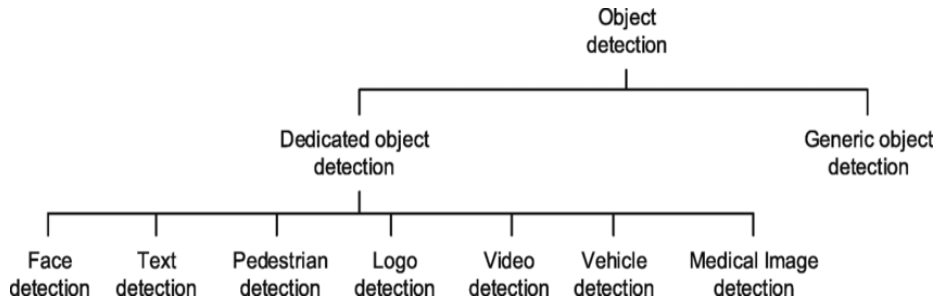 Object
detection
Dedicated object
detection
Generic object
detection
Face
detection
Text
detection
Pedestrian
detection
Logo
detection
Video
detection
Vehicle
detection
Medical Image
detection